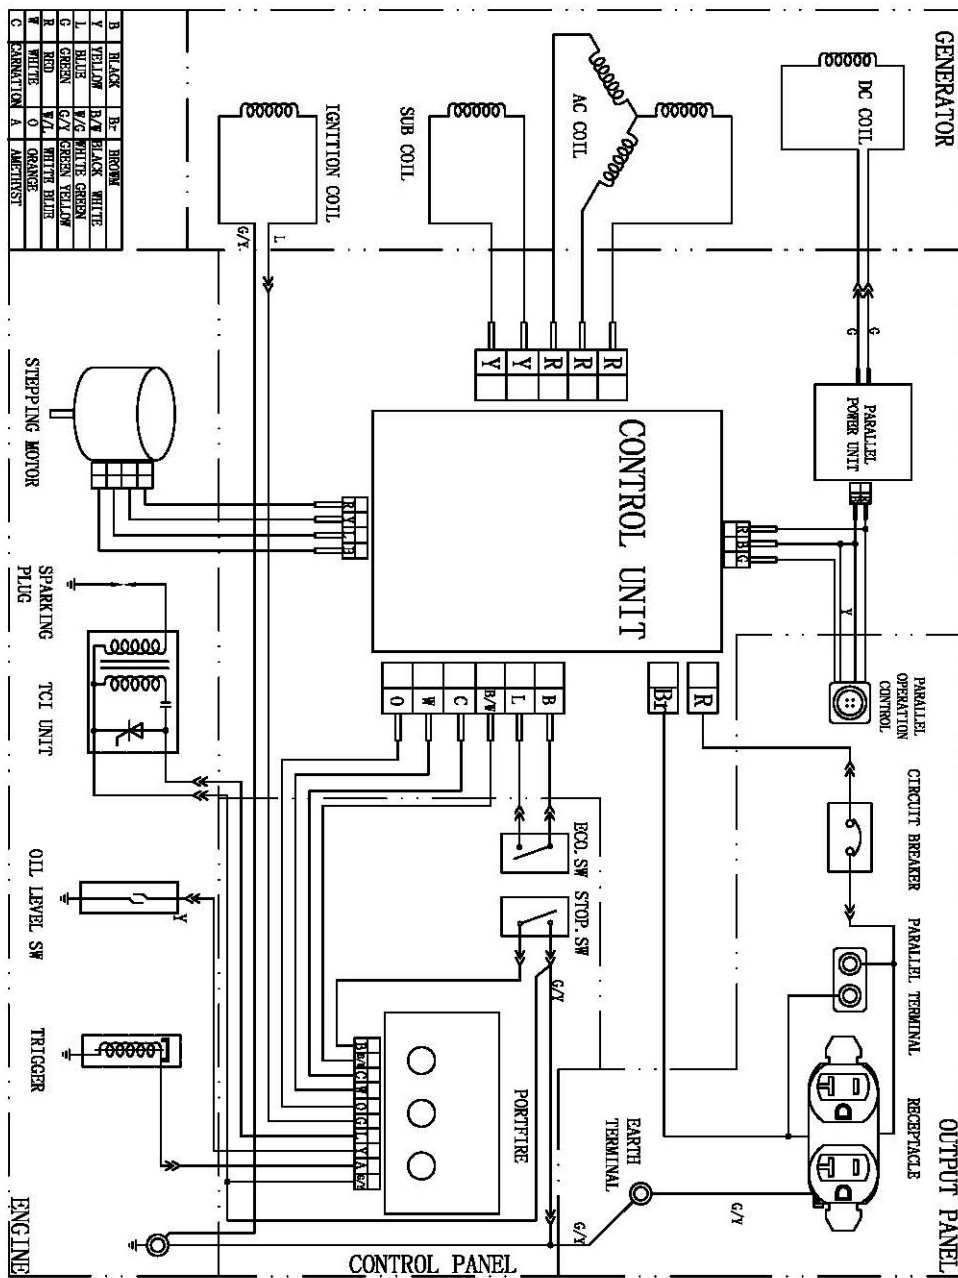 GENERATOR
DC COIL
AC COIL
SUB COIL
IGNITION COIL
B BLACK Br BROWN
Y YELLOW B/W BLACK WHITE
L BLUE W/G WHITE GREEN
G GREEN G/Y GREEN YELLOW
R RED W/L WHITE BLUE
W WHITE O ORANGE
C CARNATION A AMETHYST
L
G/Y
G
G
R
R
R
Y
Y
PARALLEL
POWER UNIT
CONTROL UNIT
R
B
G
Y
R
Y
L
B
STEPPING MOTOR
SPARKING
PLUG
TCI UNIT
OIL LEVEL SW
Y
TRIGGER
ENGINE
R
Br
B
L
B/W
C
W
O
PARALLEL
OPERATION
CONTROL
CIRCUIT BREAKER
PARALLEL TERMINAL
RECEPTACLE
OUTPUT PANEL
ECO.SW
STOP.SW
G/Y
PORTFIRE
B
B/W
C
W
O
G
L
Y
A
G/Y
EARTH
TERMINAL
G/Y
G/Y
CONTROL PANEL